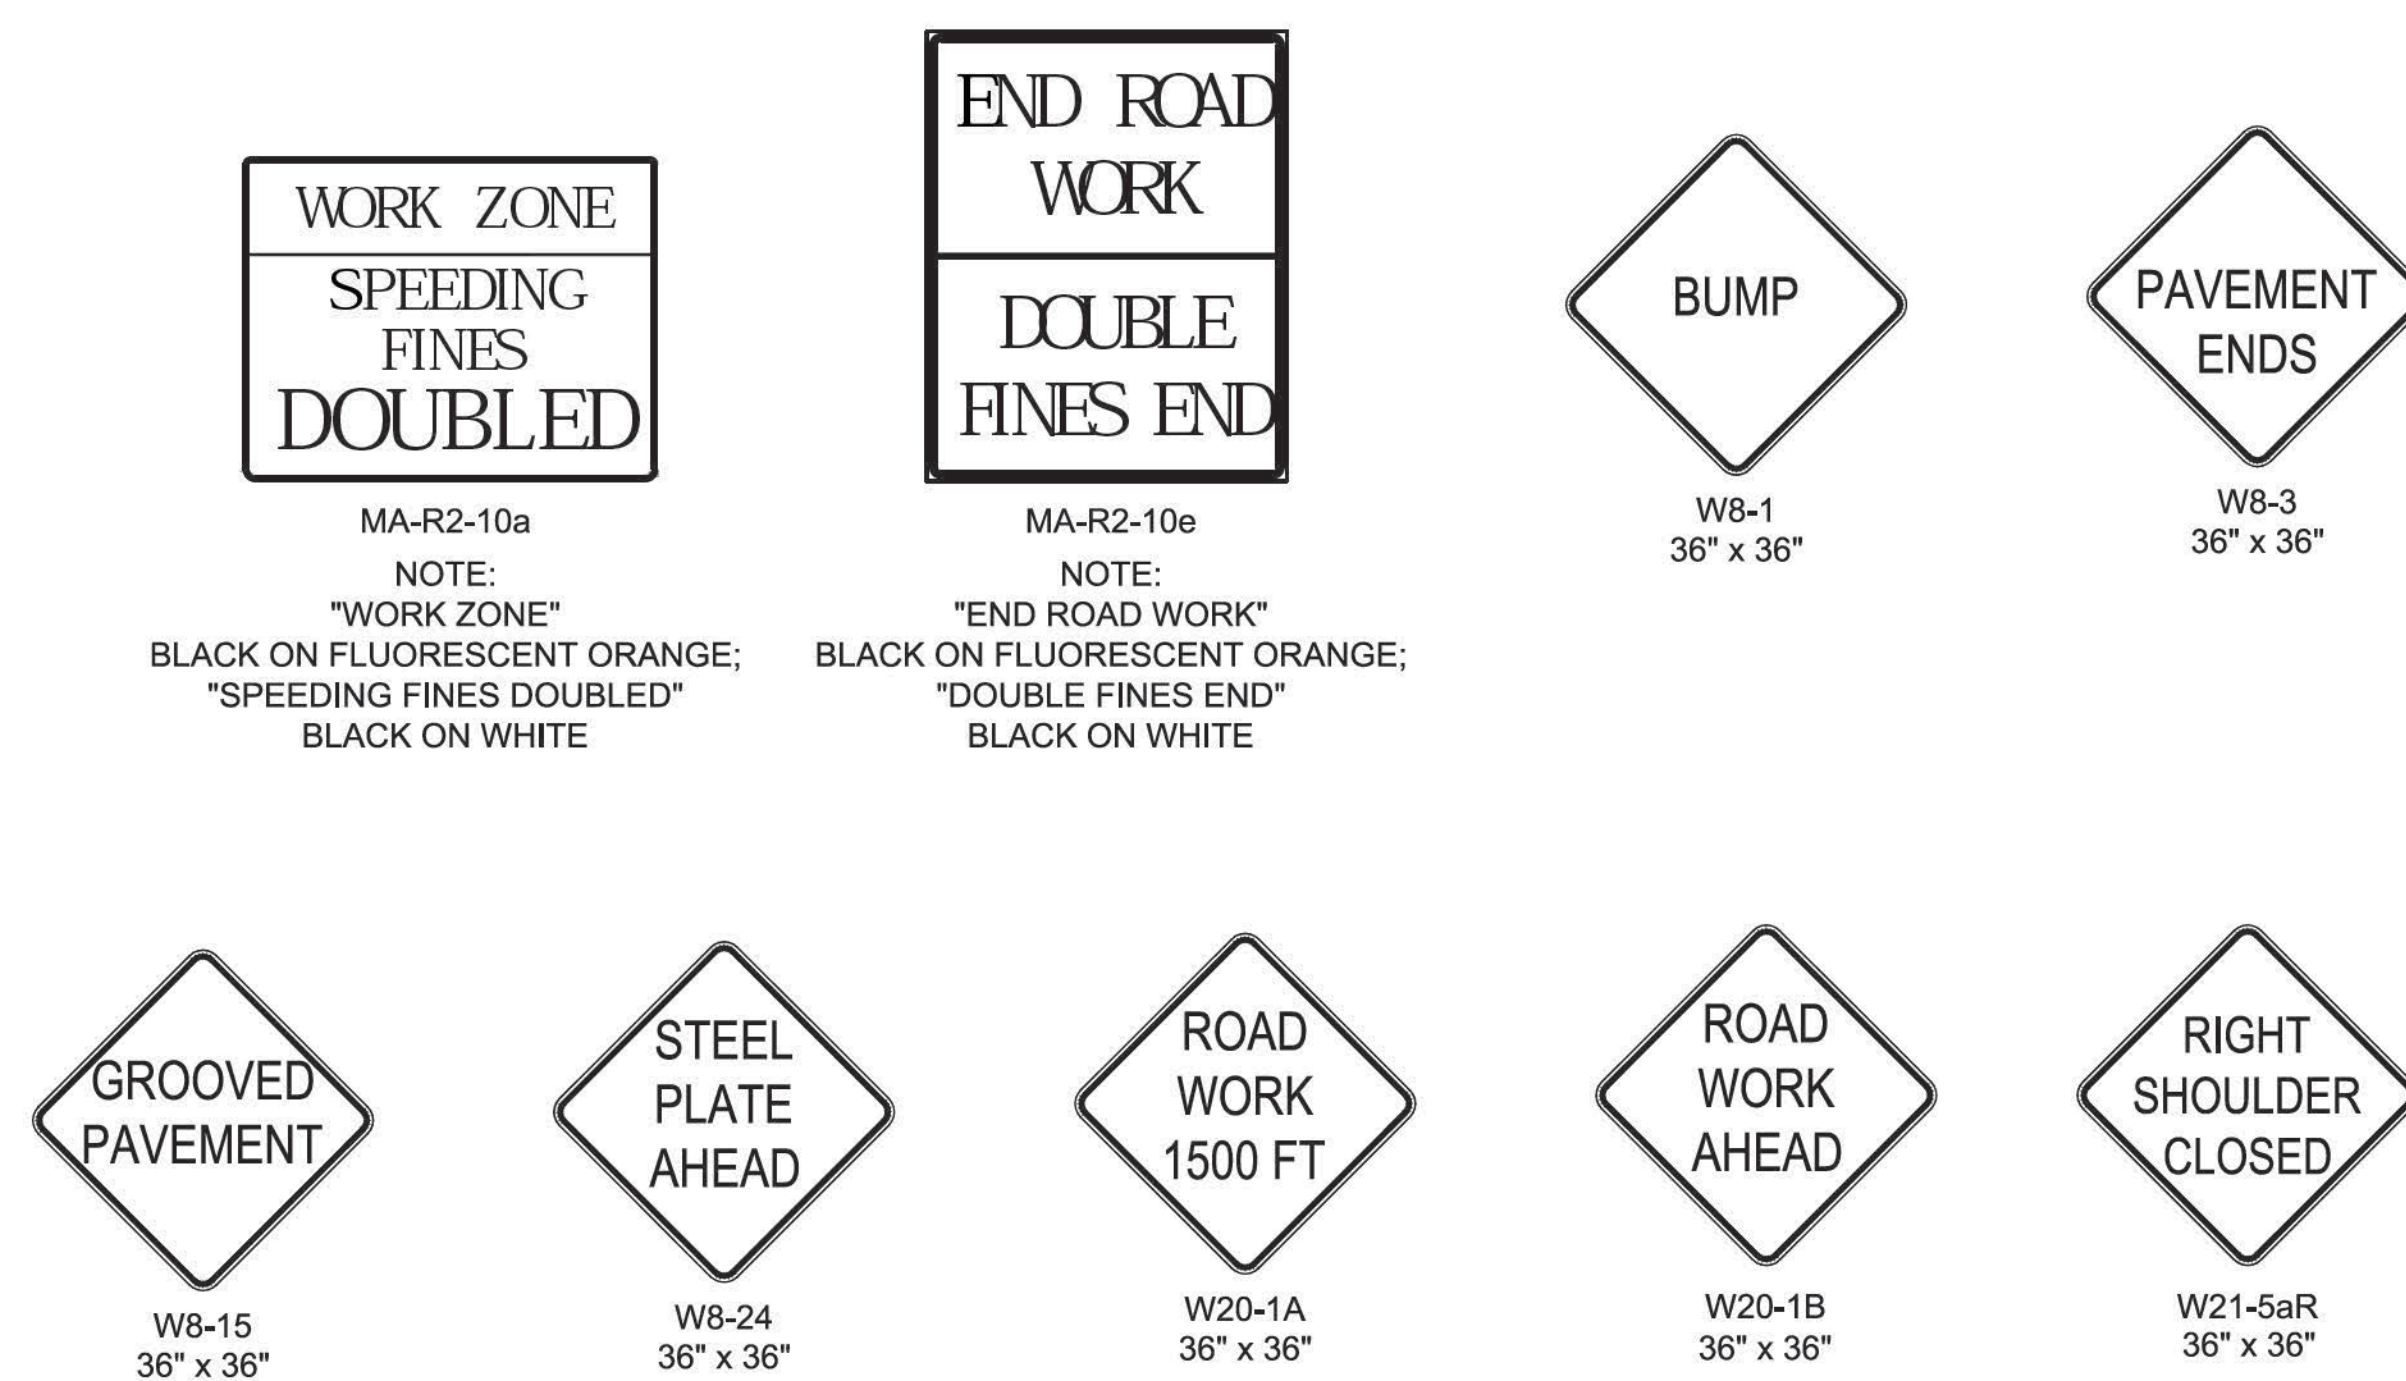 WORK ZONE
SPEEDING
FINES
DOUBLED
MA-R2-10a
NOTE:
"WORK ZONE"
BLACK ON FLUORESCENT ORANGE;
"SPEEDING FINES DOUBLED"
BLACK ON WHITE
END ROAD
WORK
DOUBLE
FINES END
MA-R2-10e
NOTE:
"END ROAD WORK"
BLACK ON FLUORESCENT ORANGE;
"DOUBLE FINES END"
BLACK ON WHITE
BUMP
W8-1
36" x 36"
PAVEMENT
ENDS
W8-3
36" x 36"
GROOVED
PAVEMENT
W8-15
36" x 36"
STEEL
PLATE
AHEAD
W8-24
36" x 36"
ROAD
WORK
1500 FT
W20-1A
36" x 36"
ROAD
WORK
AHEAD
W20-1B
36" x 36"
RIGHT
SHOULDER
CLOSED
W21-5aR
36" x 36"